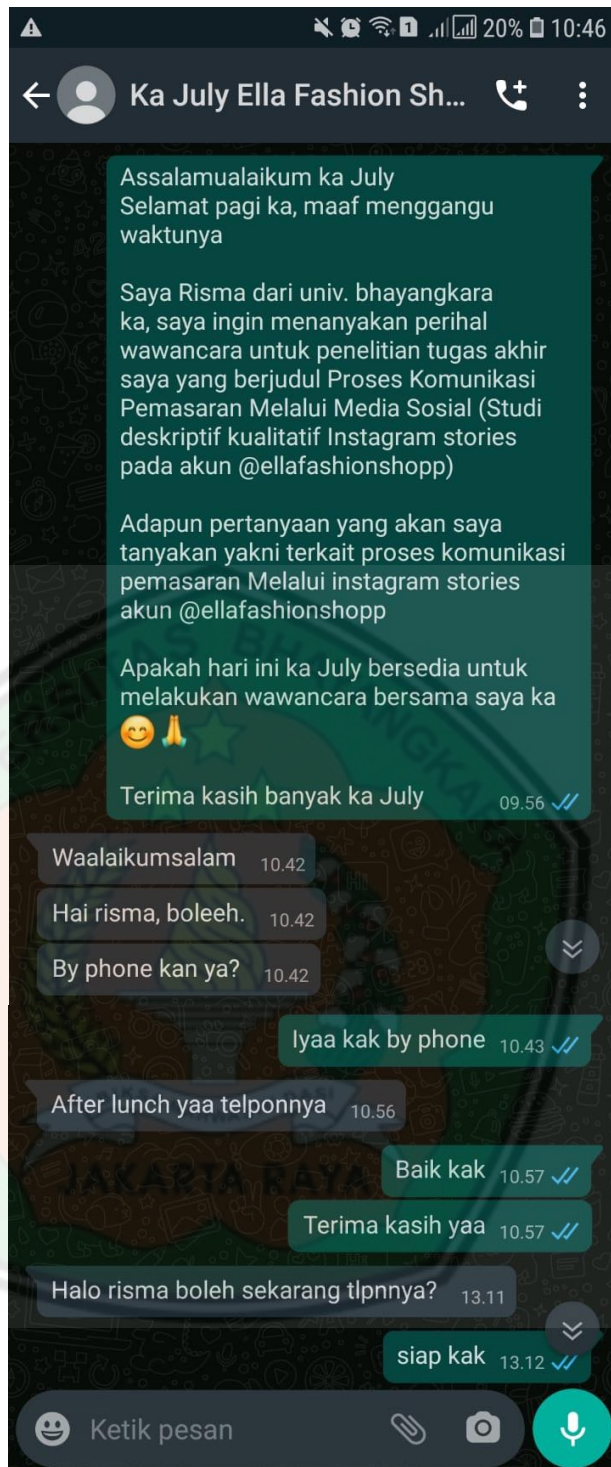 1 20% 10:46
Ka July Ella Fashion Sh...
Assalamualaikum ka July
Selamat pagi ka, maaf menggangu
waktunya
Saya Risma dari univ. bhayangkara
ka, saya ingin menanyakan perihal
wawancara untuk penelitian tugas akhir
saya yang berjudul Proses Komunikasi
Pemasaran Melalui Media Sosial (Studi
deskriptif kualitatif Instagram stories
pada akun @ellafashionshopp)
Adapun pertanyaan yang akan saya
tanyakan yakni terkait proses komunikasi
pemasaran Melalui instagram stories
akun @ellafashionshopp
Apakah hari ini ka July bersedia untuk
melakukan wawancara bersama saya ka
😊🙏
Terima kasih banyak ka July 09.56
Waalaikumsalam 10.42
Hai risma, boleeh. 10.42
By phone kan ya? 10.42
Iyaa kak by phone 10.43
After lunch yaa telponnya 10.56
Baik kak 10.57
Terima kasih yaa 10.57
JAKARTA RAYA
Halo risma boleh sekarang tlpnnya? 13.11
siap kak 13.12
Ketik pesan